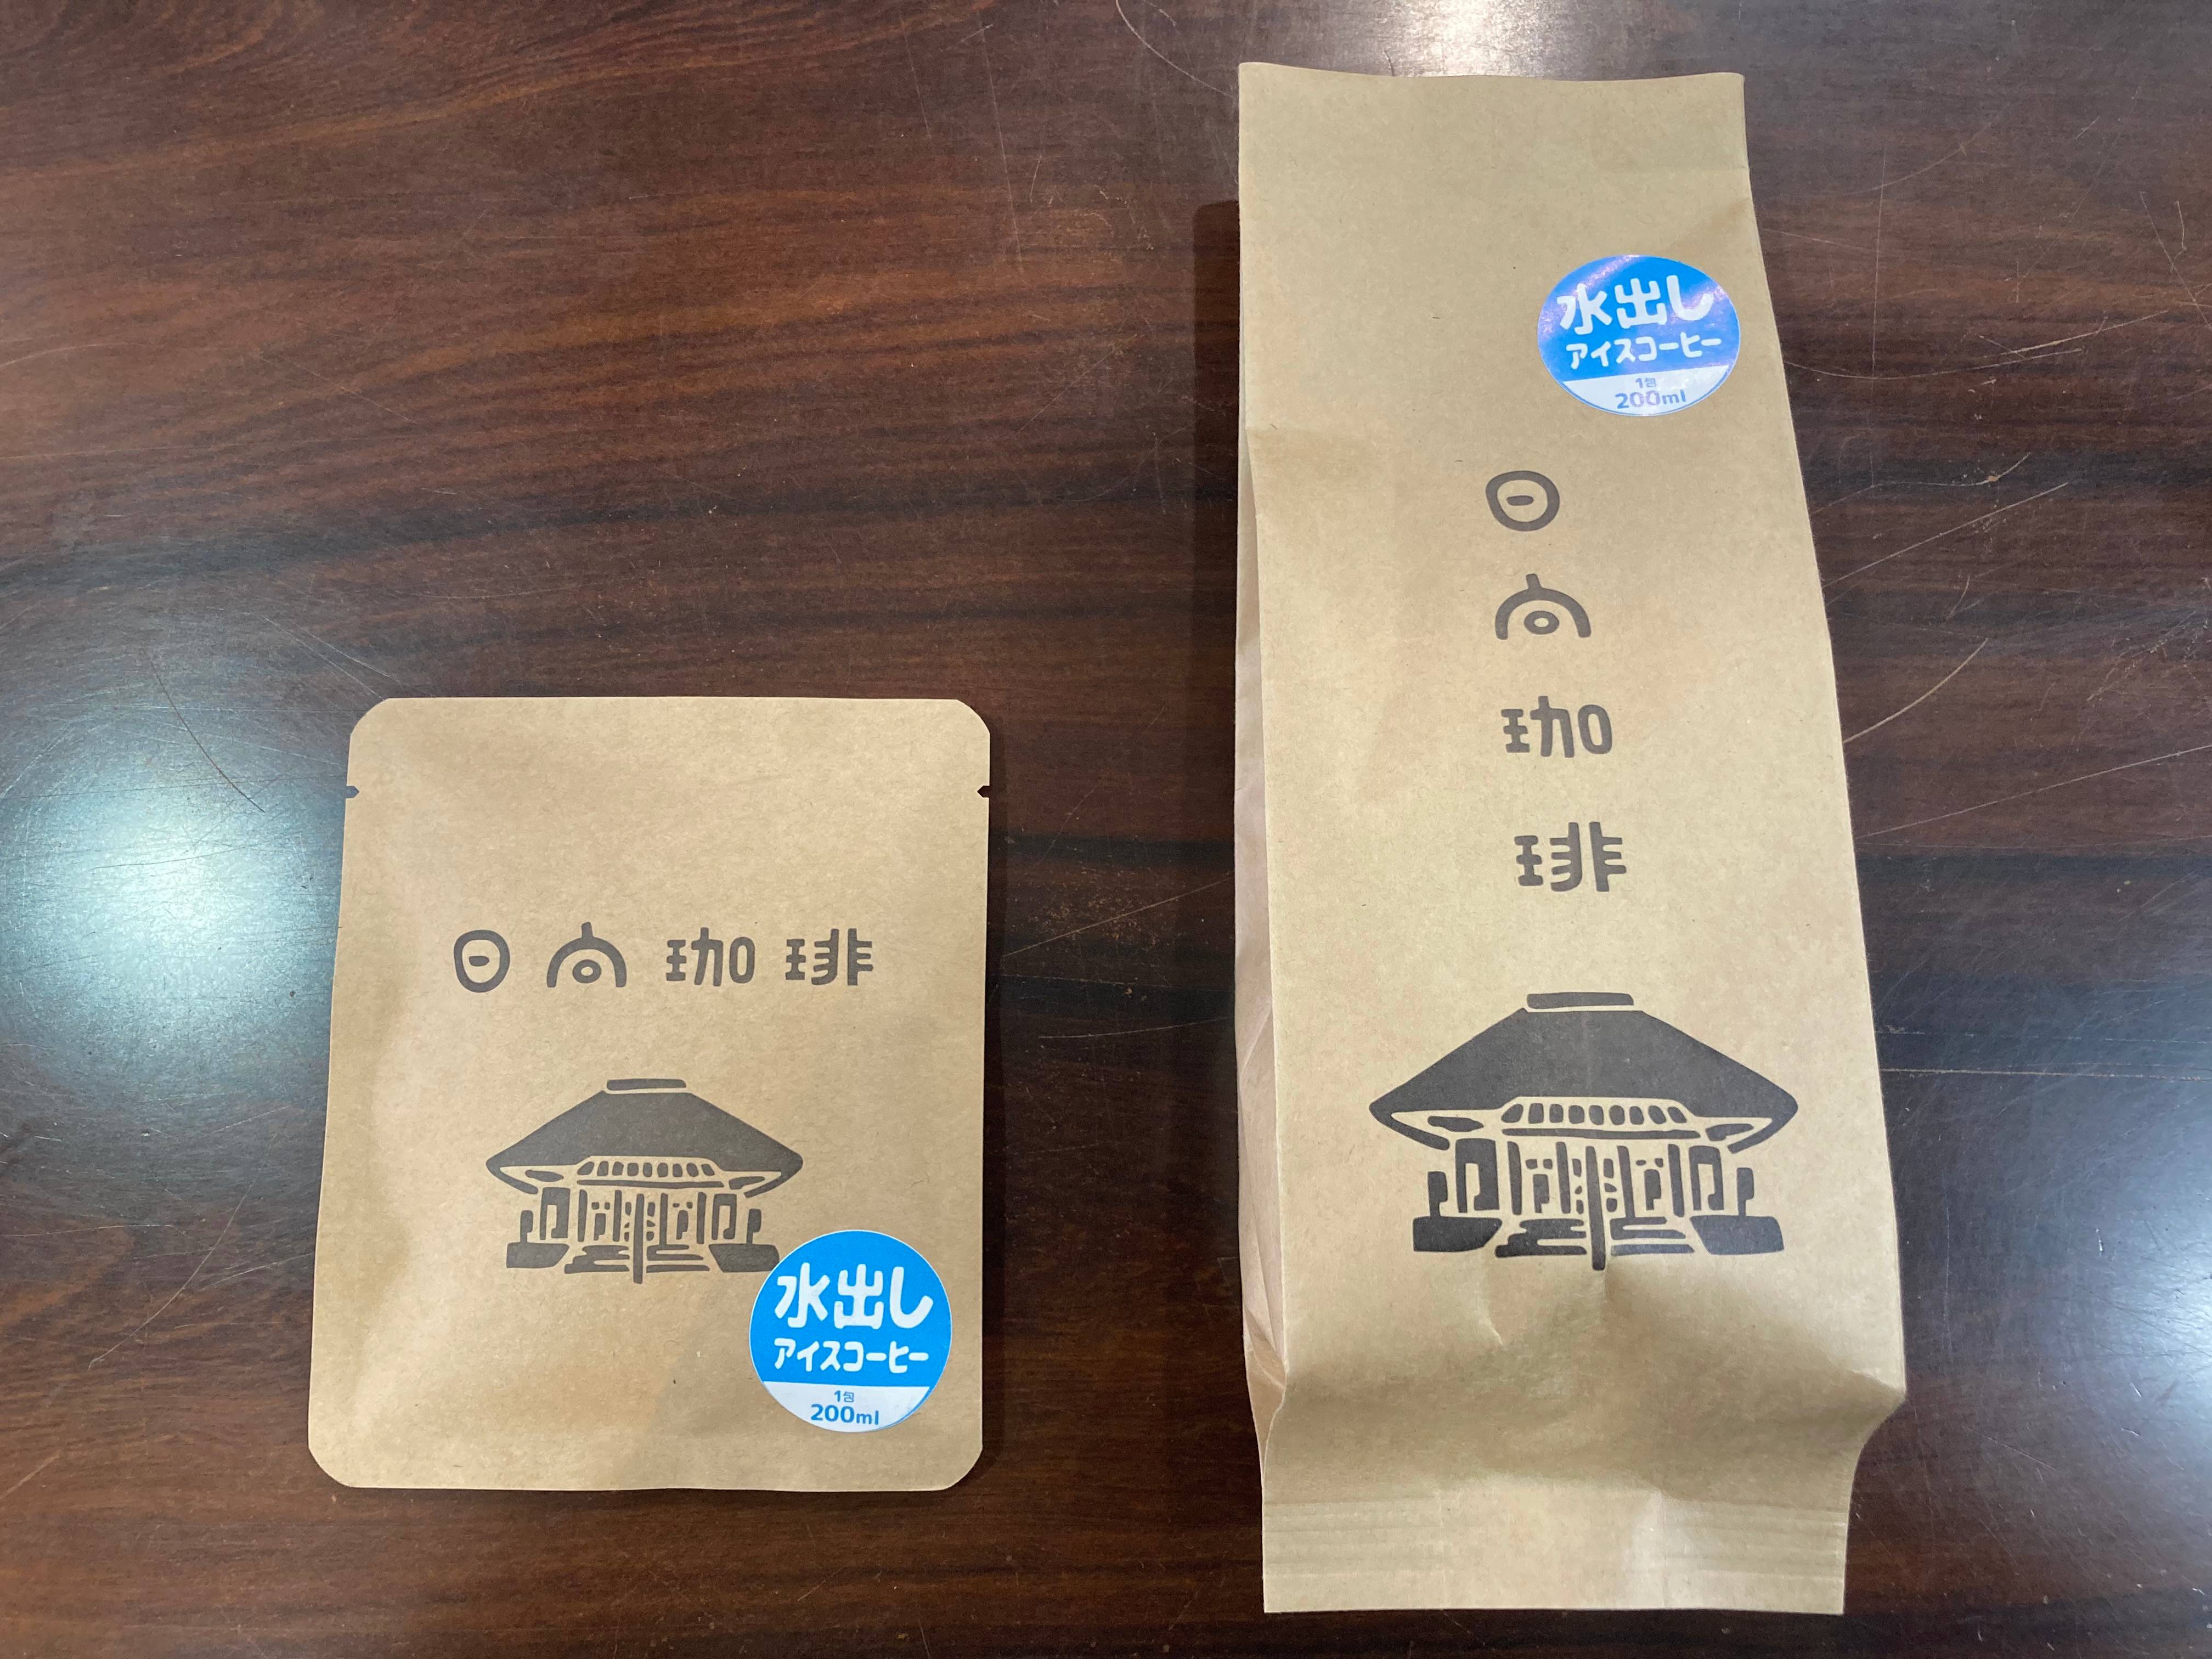 日向珈琲
水出し
アイスコーヒー
1包
200ml
水出し
アイスコーヒー
1包
200ml
日向珈琲